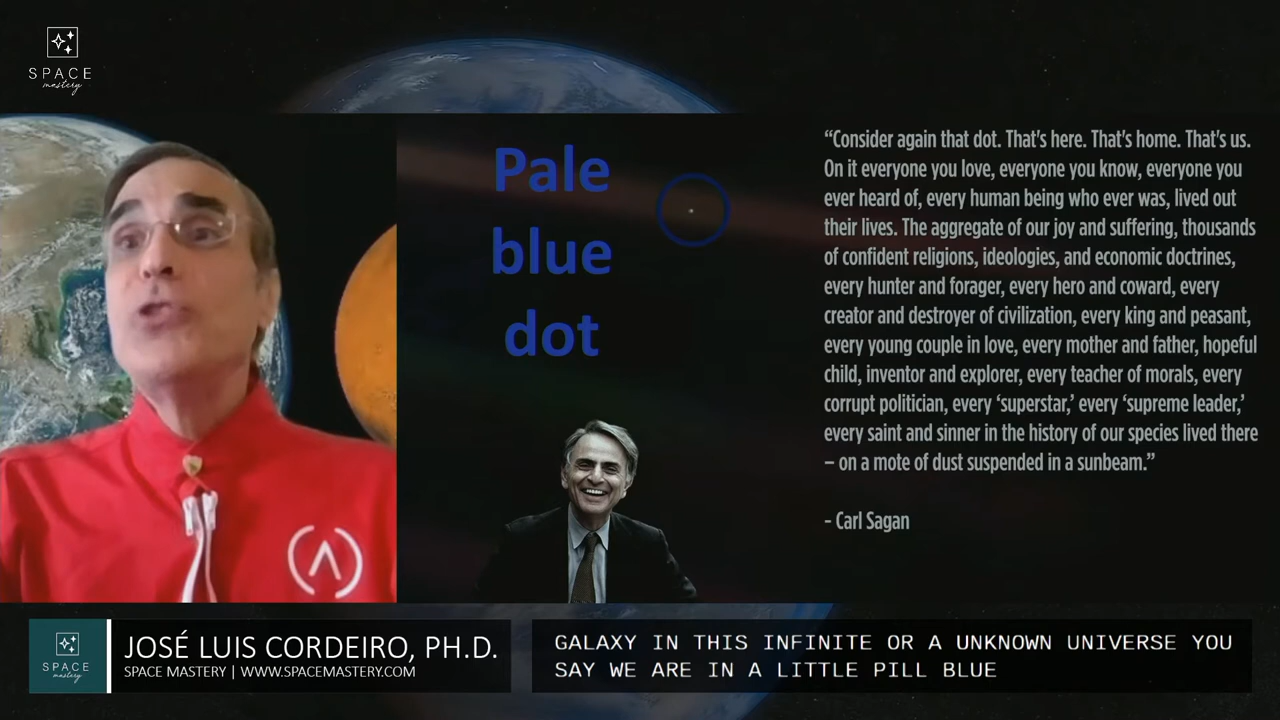 SPACE
mastery
Pale
blue
dot
“Consider again that dot. That's here. That's home. That's us.
On it everyone you love, everyone you know, everyone you
ever heard of, every human being who ever was, lived out
their lives. The aggregate of our joy and suffering, thousands
of confident religions, ideologies, and economic doctrines,
every hunter and forager, every hero and coward, every
creator and destroyer of civilization, every king and peasant,
every young couple in love, every mother and father, hopeful
child, inventor and explorer, every teacher of morals, every
corrupt politician, every ‘superstar,’ every ‘supreme leader,’
every saint and sinner in the history of our species lived there
– on a mote of dust suspended in a sunbeam.”
- Carl Sagan
SPACE
mastery
JOSÉ LUIS CORDEIRO, PH.D.
SPACE MASTERY | WWW.SPACEMASTERY.COM
GALAXY IN THIS INFINITE OR A UNKNOWN UNIVERSE YOU
SAY WE ARE IN A LITTLE PILL BLUE